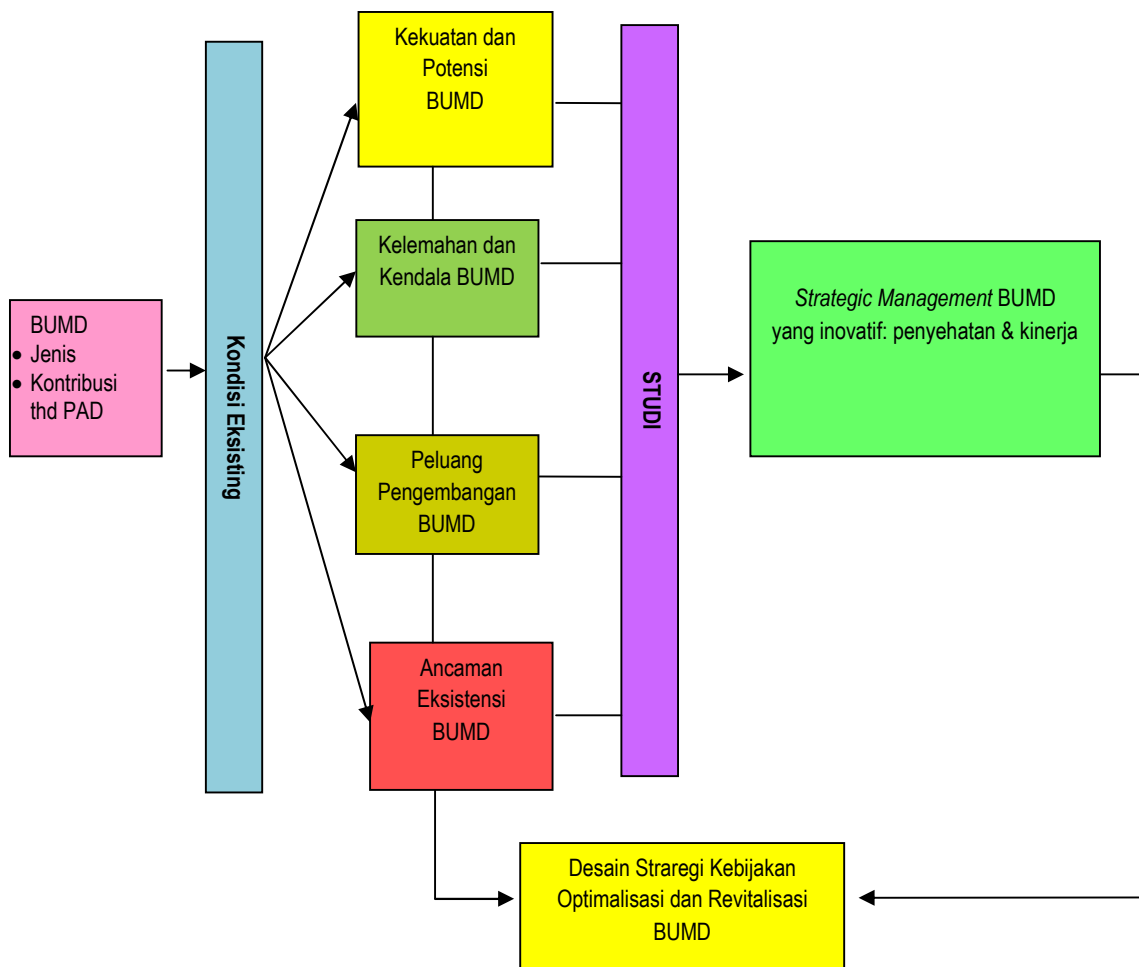 BUMD
• Jenis
• Kontribusi
thd PAD
Kondisi Eksisting
Kekuatan dan
Potensi
BUMD
Kelemahan dan
Kendala BUMD
Peluang
Pengembangan
BUMD
Ancaman
Eksistensi
BUMD
STUDI
Strategic Management BUMD
yang inovatif: penyehatan & kinerja
Desain Straregi Kebijakan
Optimalisasi dan Revitalisasi
BUMD